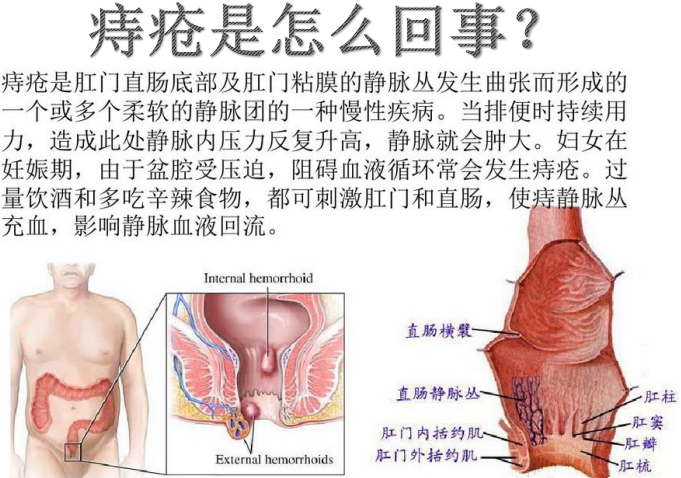 痔疮是怎么回事？
痔疮是肛门直肠底部及肛门粘膜的静脉丛发生曲张而形成的
一个或多个柔软的静脉团的一种慢性疾病。当排便时持续用
力，造成此处静脉内压力反复升高，静脉就会肿大。妇女在
妊娠期，由于盆腔受压迫，阻碍血液循环常会发生痔疮。过
量饮酒和多吃辛辣食物，都可刺激肛门和直肠，使痔静脉丛
充血，影响静脉血液回流。
Internal hemorrhoid
External hemorrhoids
直肠横襞
直肠静脉丛
肛门内括约肌
肛门外括约肌
肛柱
肛窦
肛瓣
肛梳